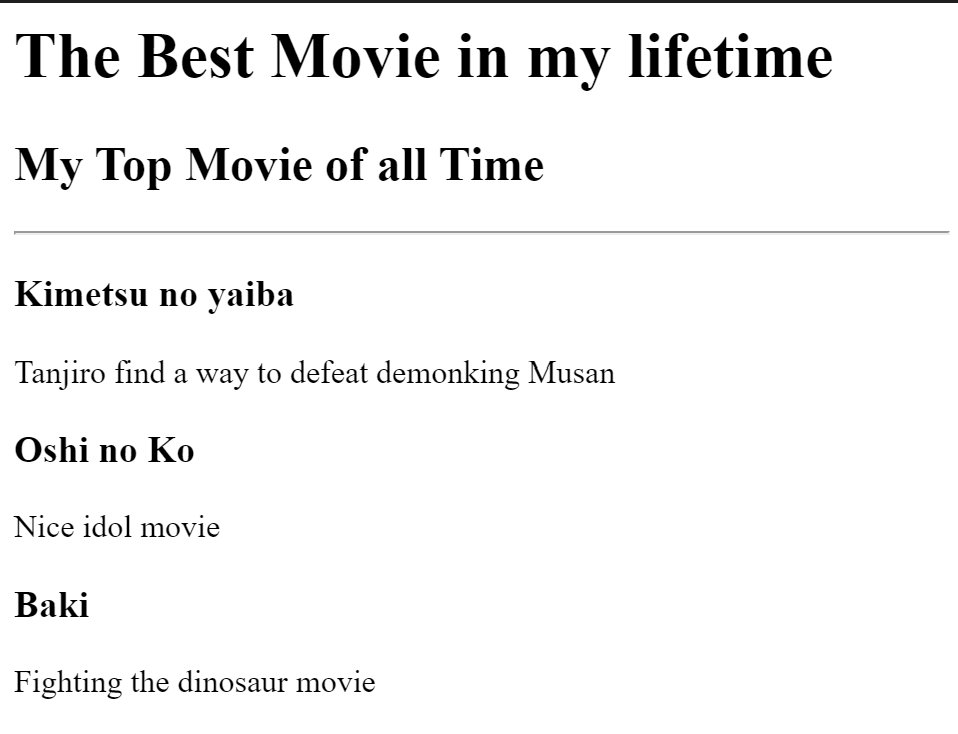 The Best Movie in my lifetime
My Top Movie of all Time
Kimetsu no yaiba
Tanjiro find a way to defeat demonking Musan
Oshi no Ko
Nice idol movie
Baki
Fighting the dinosaur movie